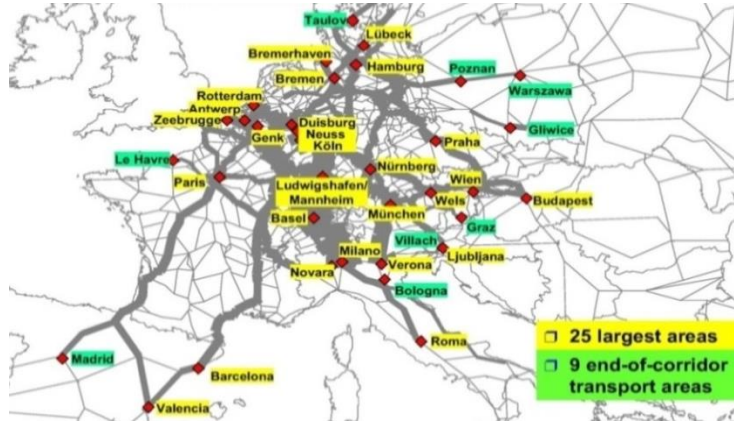 Taulov
Lübeck
Bremerhaven
Hamburg
Bremen
Poznan
Warszawa
Rotterdam
Antwerp
Zeebrugge
Duisburg
Neuss
Köln
Genk
Gliwice
Praha
Le Havre
Paris
Nürnberg
Wien
Ludwigshafen/
Mannheim
Wels
Budapest
Basel
München
Graz
Villach
Ljubljana
Milano
Novara
Verona
Bologna
Roma
Madrid
Barcelona
Valencia
25 largest areas
9 end-of-corridor
transport areas